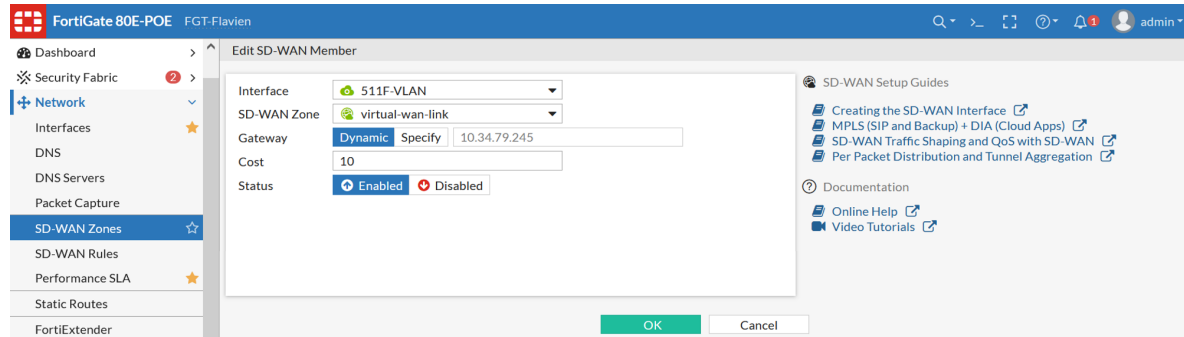 FortiGate 80E-POE FGT-Flavien
1 admin
Dashboard
Security Fabric 2
Network
Interfaces
DNS
DNS Servers
Packet Capture
SD-WAN Zones
SD-WAN Rules
Performance SLA
Static Routes
FortiExtender
Edit SD-WAN Member
Interface 511F-VLAN
SD-WAN Zone virtual-wan-link
Gateway Dynamic Specify 10.34.79.245
Cost 10
Status Enabled Disabled
OK Cancel
SD-WAN Setup Guides
Creating the SD-WAN Interface
MPLS (SIP and Backup) + DIA (Cloud Apps)
SD-WAN Traffic Shaping and QoS with SD-WAN
Per Packet Distribution and Tunnel Aggregation
Documentation
Online Help
Video Tutorials